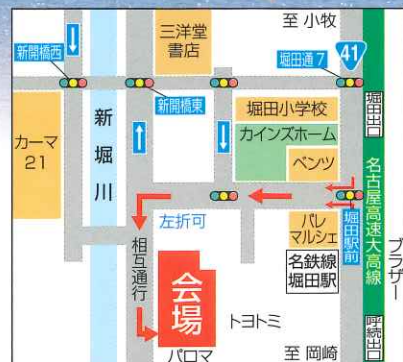 至 小牧
三洋堂
書店
新開橋西
堀田通7
41
新開橋東
堀田小学校
カインズホーム
ベンツ
堀田出口
カーマ
21
新堀川
左折可
相互通行
会場
パレ
マルシェ
名鉄線
堀田駅
堀田駅前
名古屋高速大高線
ブラザー
トヨトミ
パロマ
至 岡崎
呼続出口